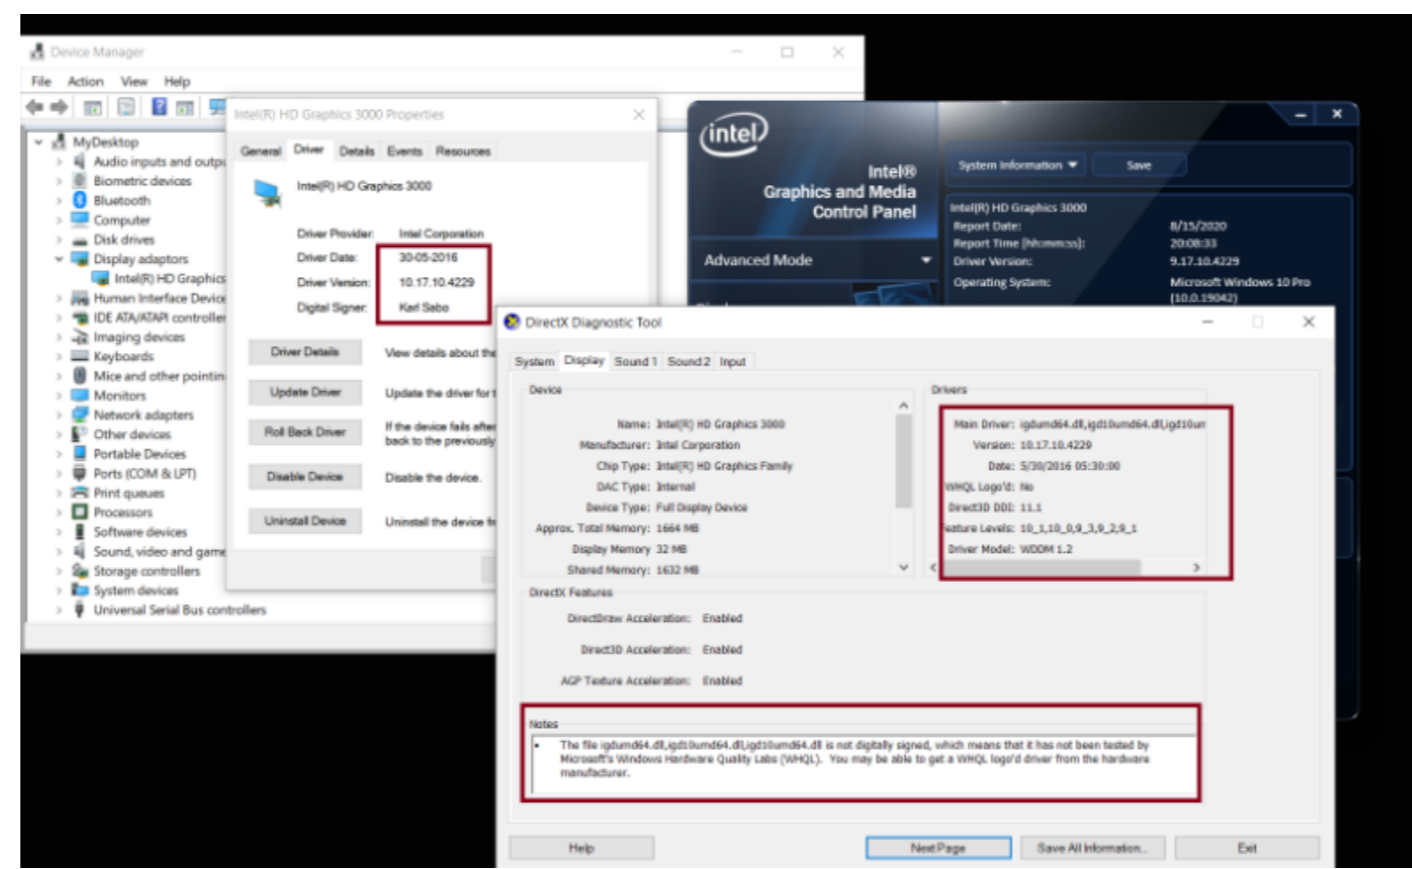 Device Manager
File Action View Help
MyDesktop
Audio inputs and outpu
Biometric devices
Bluetooth
Computer
Disk drives
Display adaptors
Intel(R) HD Graphics
Human Interface Device
IDE ATA/ATAPI controller
Imaging devices
Keyboards
Mice and other pointin
Monitors
Network adapters
Other devices
Portable Devices
Ports (COM & LPT)
Print queues
Processors
Software devices
Sound, video and game
Storage controllers
System devices
Universal Serial Bus controllers
Intel(R) HD Graphics 3000 Properties
General Driver Details Events Resources
Intel(R) HD Graphics 3000
Driver Provider: Intel Corporation
Driver Date: 30-05-2016
Driver Version: 10.17.10.4229
Digital Signer: Karl Sabo
Driver Details View details about the
Update Driver Update the driver for t
Roll Back Driver If the device fails after
back to the previously
Disable Device Disable the device.
Uninstall Device Uninstall the device fr
intel
Intel®
Graphics and Media
Control Panel
Advanced Mode
System Information Save
Intel(R) HD Graphics 3000
Report Date: 8/15/2020
Report Time [hh:mm:ss]: 20:08:33
Driver Version: 9.17.10.4229
Operating System: Microsoft Windows 10 Pro
(10.0.19042)
DirectX Diagnostic Tool
System Display Sound 1 Sound 2 Input
Device
Name: Intel(R) HD Graphics 3000
Manufacturer: Intel Corporation
Chip Type: Intel(R) HD Graphics Family
DAC Type: Internal
Device Type: Full Display Device
Approx. Total Memory: 1664 MB
Display Memory 32 MB
Shared Memory: 1632 MB
Drivers
Main Driver: igdumd64.dll,igd10umd64.dll,igd10um
Version: 10.17.10.4229
Date: 5/30/2016 05:30:00
WHQL Logo'd: No
Direct3D DDI: 11.1
eature Levels: 10_1,10_0,9_3,9_2,9_1
Driver Model: WDDM 1.2
DirectX Features
DirectDraw Acceleration: Enabled
Direct3D Acceleration: Enabled
AGP Texture Acceleration: Enabled
Notes
The file igdumd64.dll,igd10umd64.dll,igd10umd64.dll is not digitally signed, which means that it has not been tested by
Microsoft's Windows Hardware Quality Labs (WHQL). You may be able to get a WHQL logo'd driver from the hardware
manufacturer.
Help Next Page Save All Information... Exit